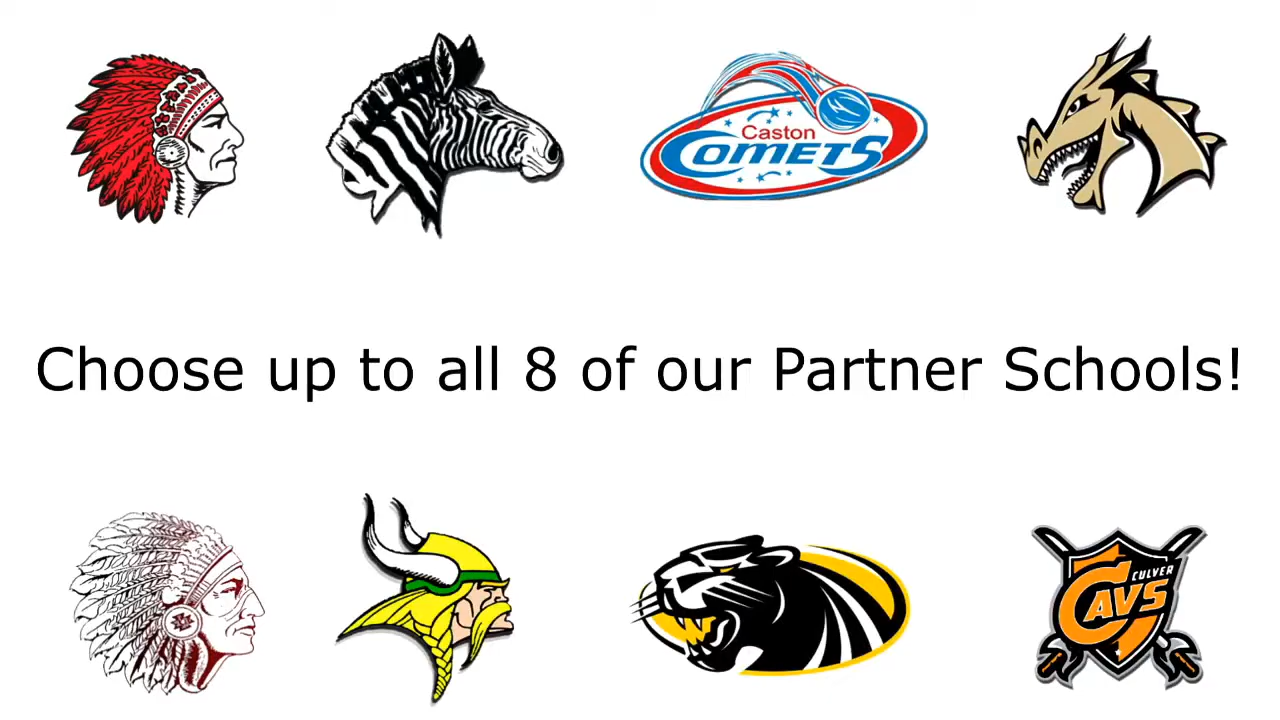 Caston
COMETS
Choose up to all 8 of our Partner Schools!
CULVER
CAVS